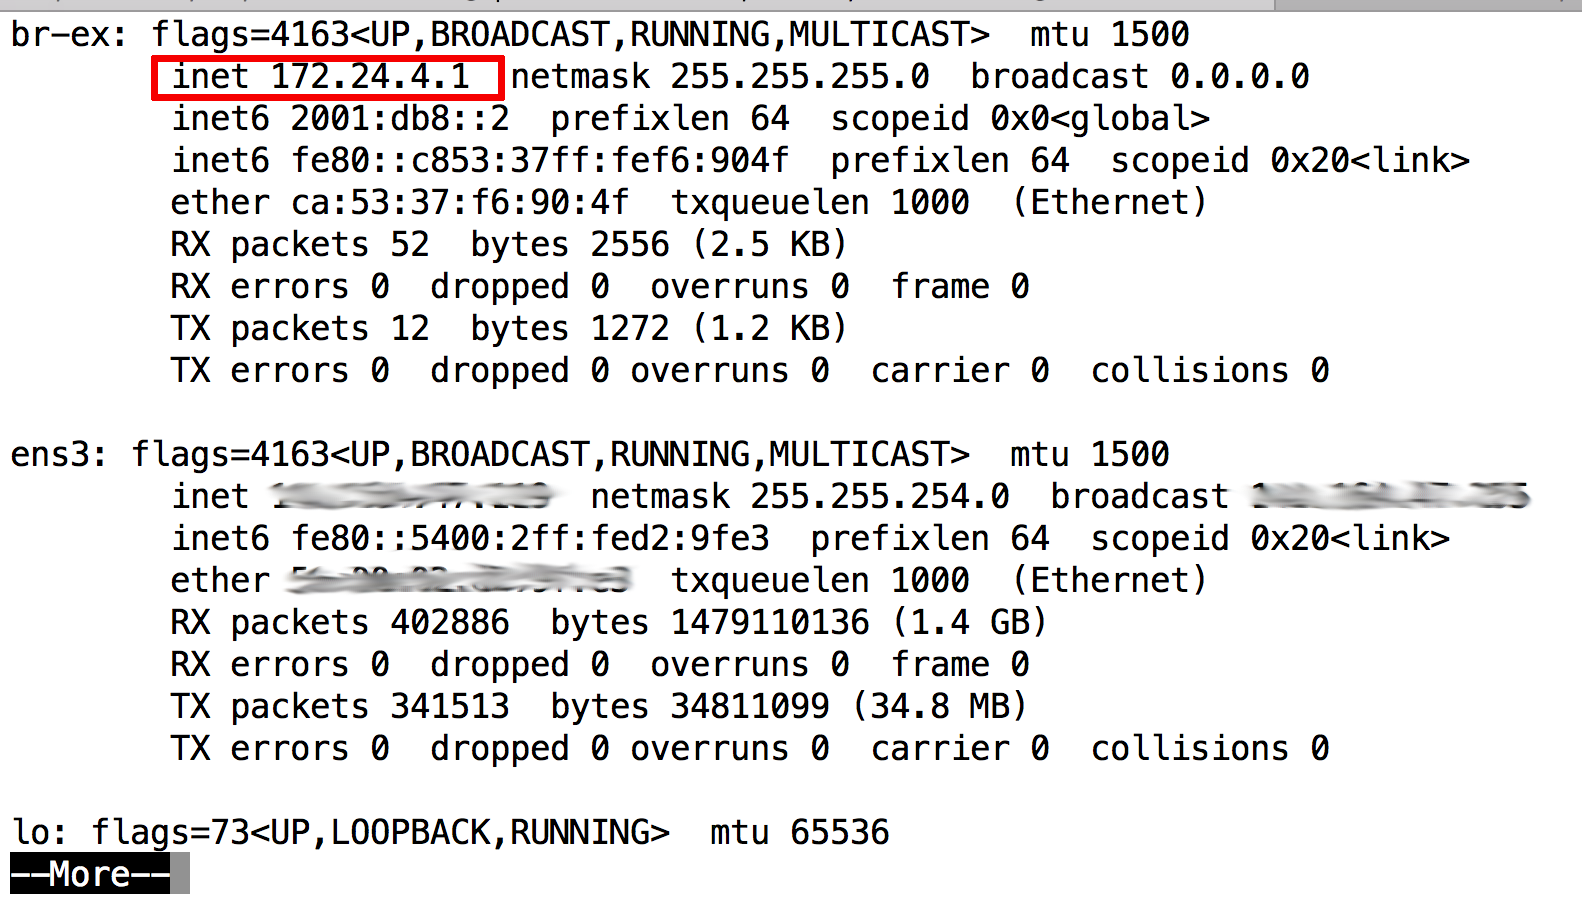 br-ex: flags=4163<UP,BROADCAST,RUNNING,MULTICAST>  mtu 1500
inet 172.24.4.1  netmask 255.255.255.0  broadcast 0.0.0.0
inet6 2001:db8::2  prefixlen 64  scopeid 0x0<global>
inet6 fe80::c853:37ff:fef6:904f  prefixlen 64  scopeid 0x20<link>
ether ca:53:37:f6:90:4f  txqueuelen 1000  (Ethernet)
RX packets 52  bytes 2556 (2.5 KB)
RX errors 0  dropped 0  overruns 0  frame 0
TX packets 12  bytes 1272 (1.2 KB)
TX errors 0  dropped 0 overruns 0  carrier 0  collisions 0
ens3: flags=4163<UP,BROADCAST,RUNNING,MULTICAST>  mtu 1500
inet netmask 255.255.254.0  broadcast
inet6 fe80::5400:2ff:fed2:9fe3  prefixlen 64  scopeid 0x20<link>
ether txqueuelen 1000  (Ethernet)
RX packets 402886  bytes 1479110136 (1.4 GB)
RX errors 0  dropped 0  overruns 0  frame 0
TX packets 341513  bytes 34811099 (34.8 MB)
TX errors 0  dropped 0 overruns 0  carrier 0  collisions 0
lo: flags=73<UP,LOOPBACK,RUNNING>  mtu 65536
--More--